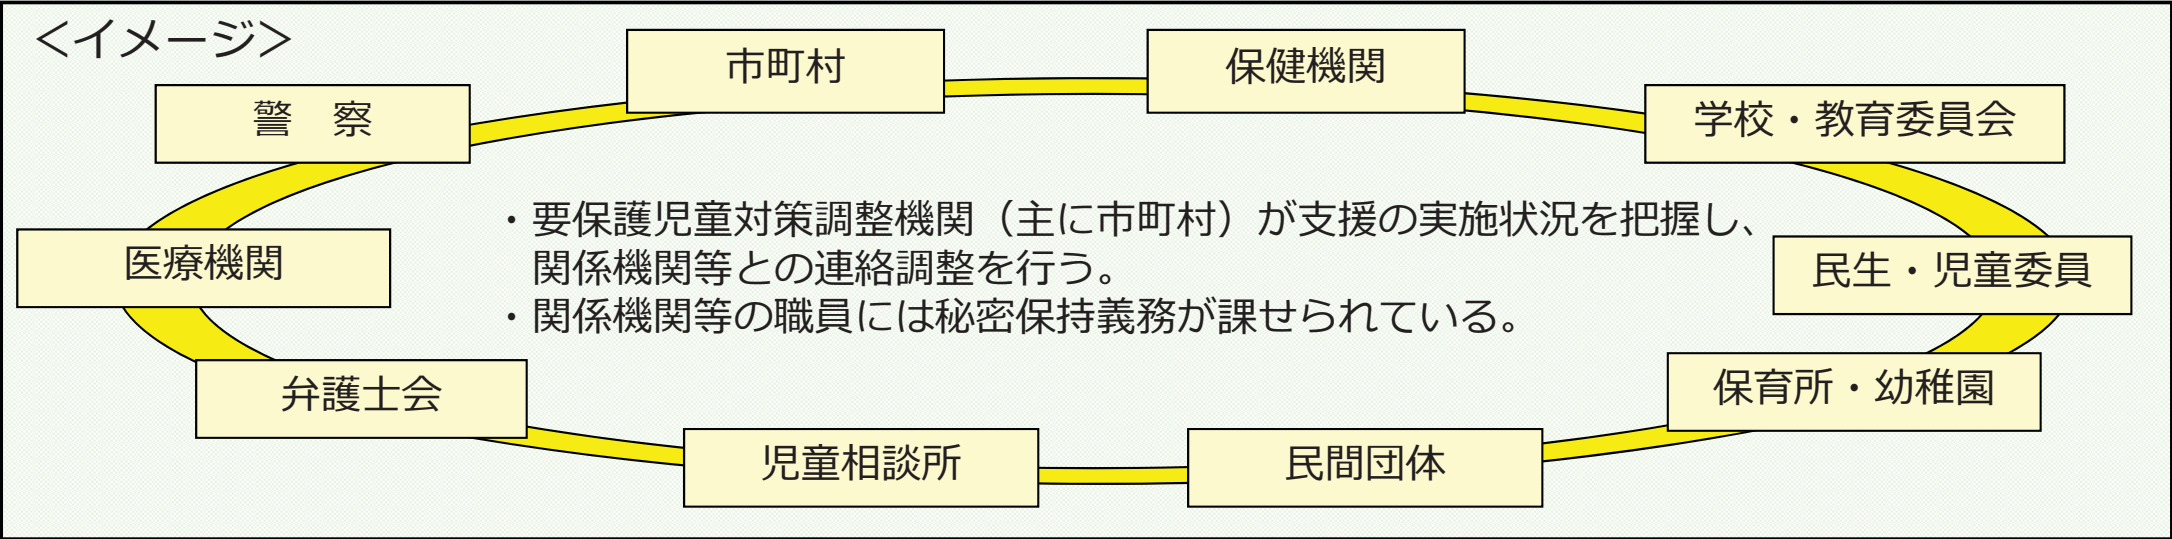 ＜イメージ＞
市町村
保健機関
警　察
学校・教育委員会
・要保護児童対策調整機関（主に市町村）が支援の実施状況を把握し、
関係機関等との連絡調整を行う。
・関係機関等の職員には秘密保持義務が課せられている。
医療機関
民生・児童委員
弁護士会
保育所・幼稚園
児童相談所
民間団体